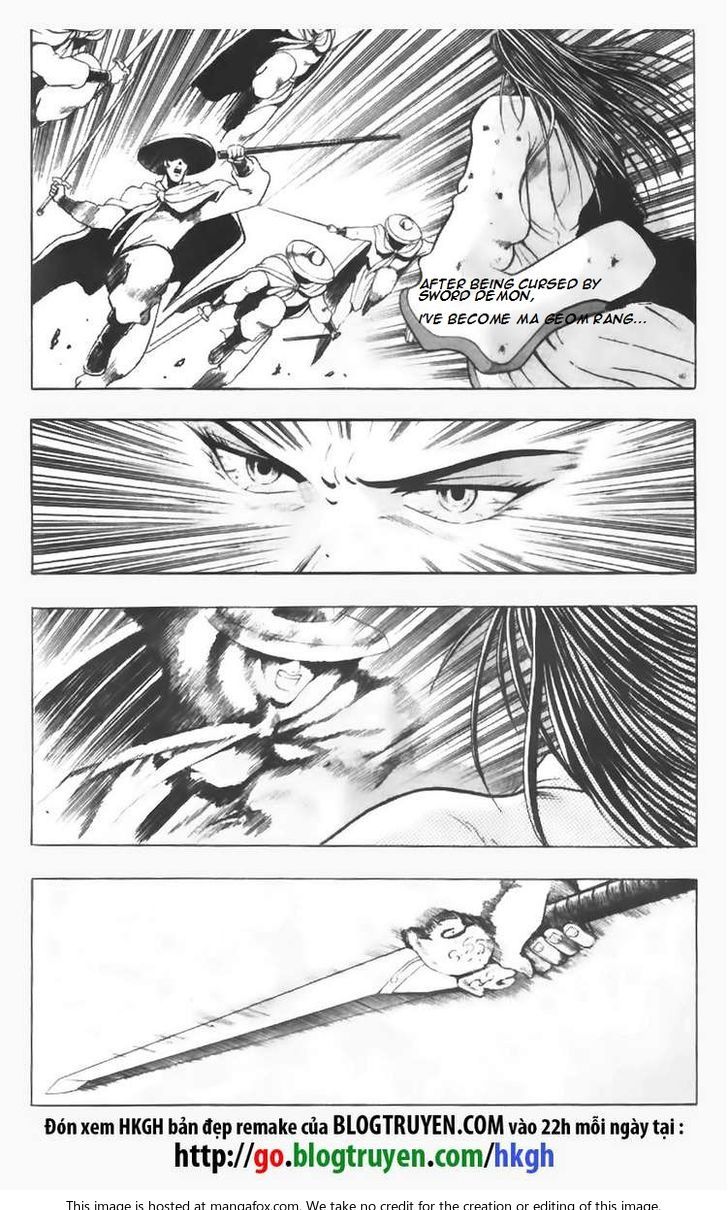 AFTER BEING CURSED BY
SWORD DEMON,
I'VE BECOME MA GEOM RANG...
Đón xem HKGH bản đẹp remake của BLOGTRUYEN.COM vào 22h mỗi ngày tại :
http://go.blogtruyen.com/hkgh
This image is hosted at mangafox.com. We take no credit for the creation or editing of this image.